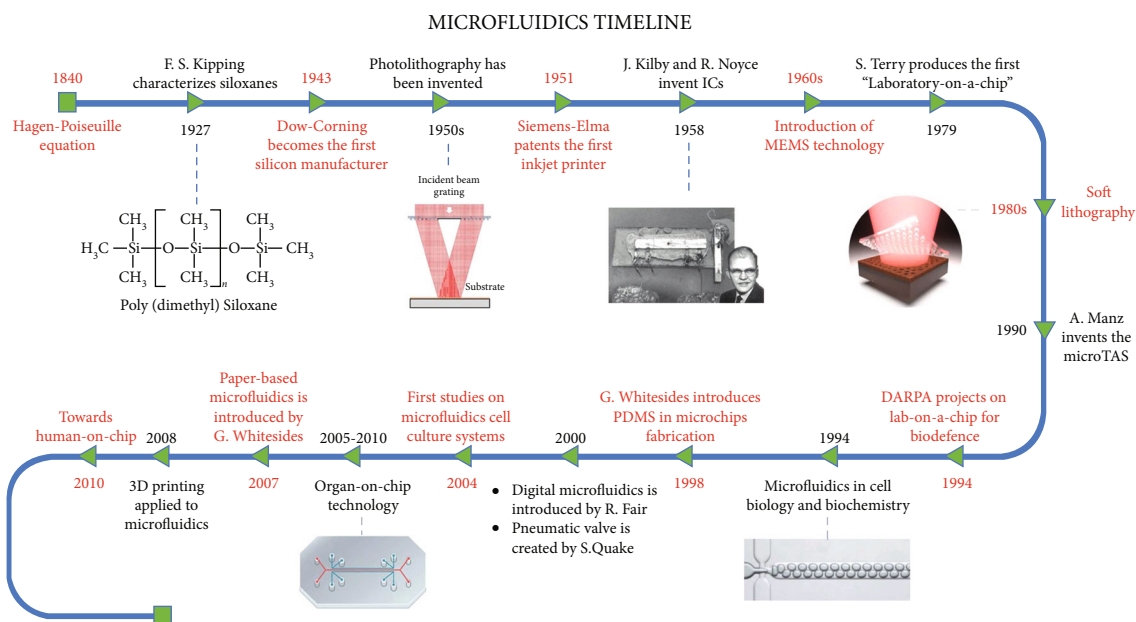 MICROFLUIDICS TIMELINE
1840
Hagen-Poiseuille
equation
F. S. Kipping
characterizes siloxanes
1927
CH3 CH3 CH3
H3C Si O Si O Si CH3
CH3 CH3 n CH3
Poly (dimethyl) Siloxane
1943
Dow-Corning
becomes the first
silicon manufacturer
Photolithography has
been invented
1950s
Incident beam
grating
Substrate
1951
Siemens-Elma
patents the first
inkjet printer
J. Kilby and R. Noyce
invent ICs
1958
1960s
Introduction of
MEMS technology
S. Terry produces the first
“Laboratory-on-a-chip”
1979
1980s
Soft
lithography
1990
A. Manz
invents the
microTAS
DARPA projects on
lab-on-a-chip for
biodefence
1994
1994
Microfluidics in cell
biology and biochemistry
G. Whitesides introduces
PDMS in microchips
fabrication
1998
2000
• Digital microfluidics is
introduced by R. Fair
• Pneumatic valve is
created by S.Quake
First studies on
microfluidics cell
culture systems
2004
2005-2010
Organ-on-chip
technology
Paper-based
microfluidics is
introduced by
G. Whitesides
2007
2008
3D printing
applied to
microfluidics
Towards
human-on-chip
2010